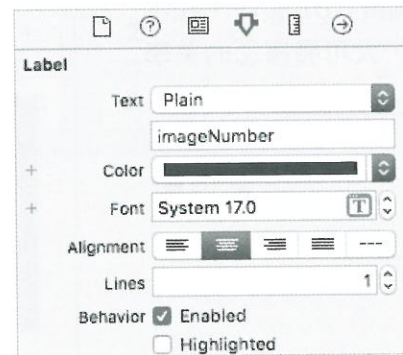 Label
Text Plain
imageNumber
+ Color
+ Font System 17.0 T
Alignment
Lines 1
Behavior Enabled
Highlighted